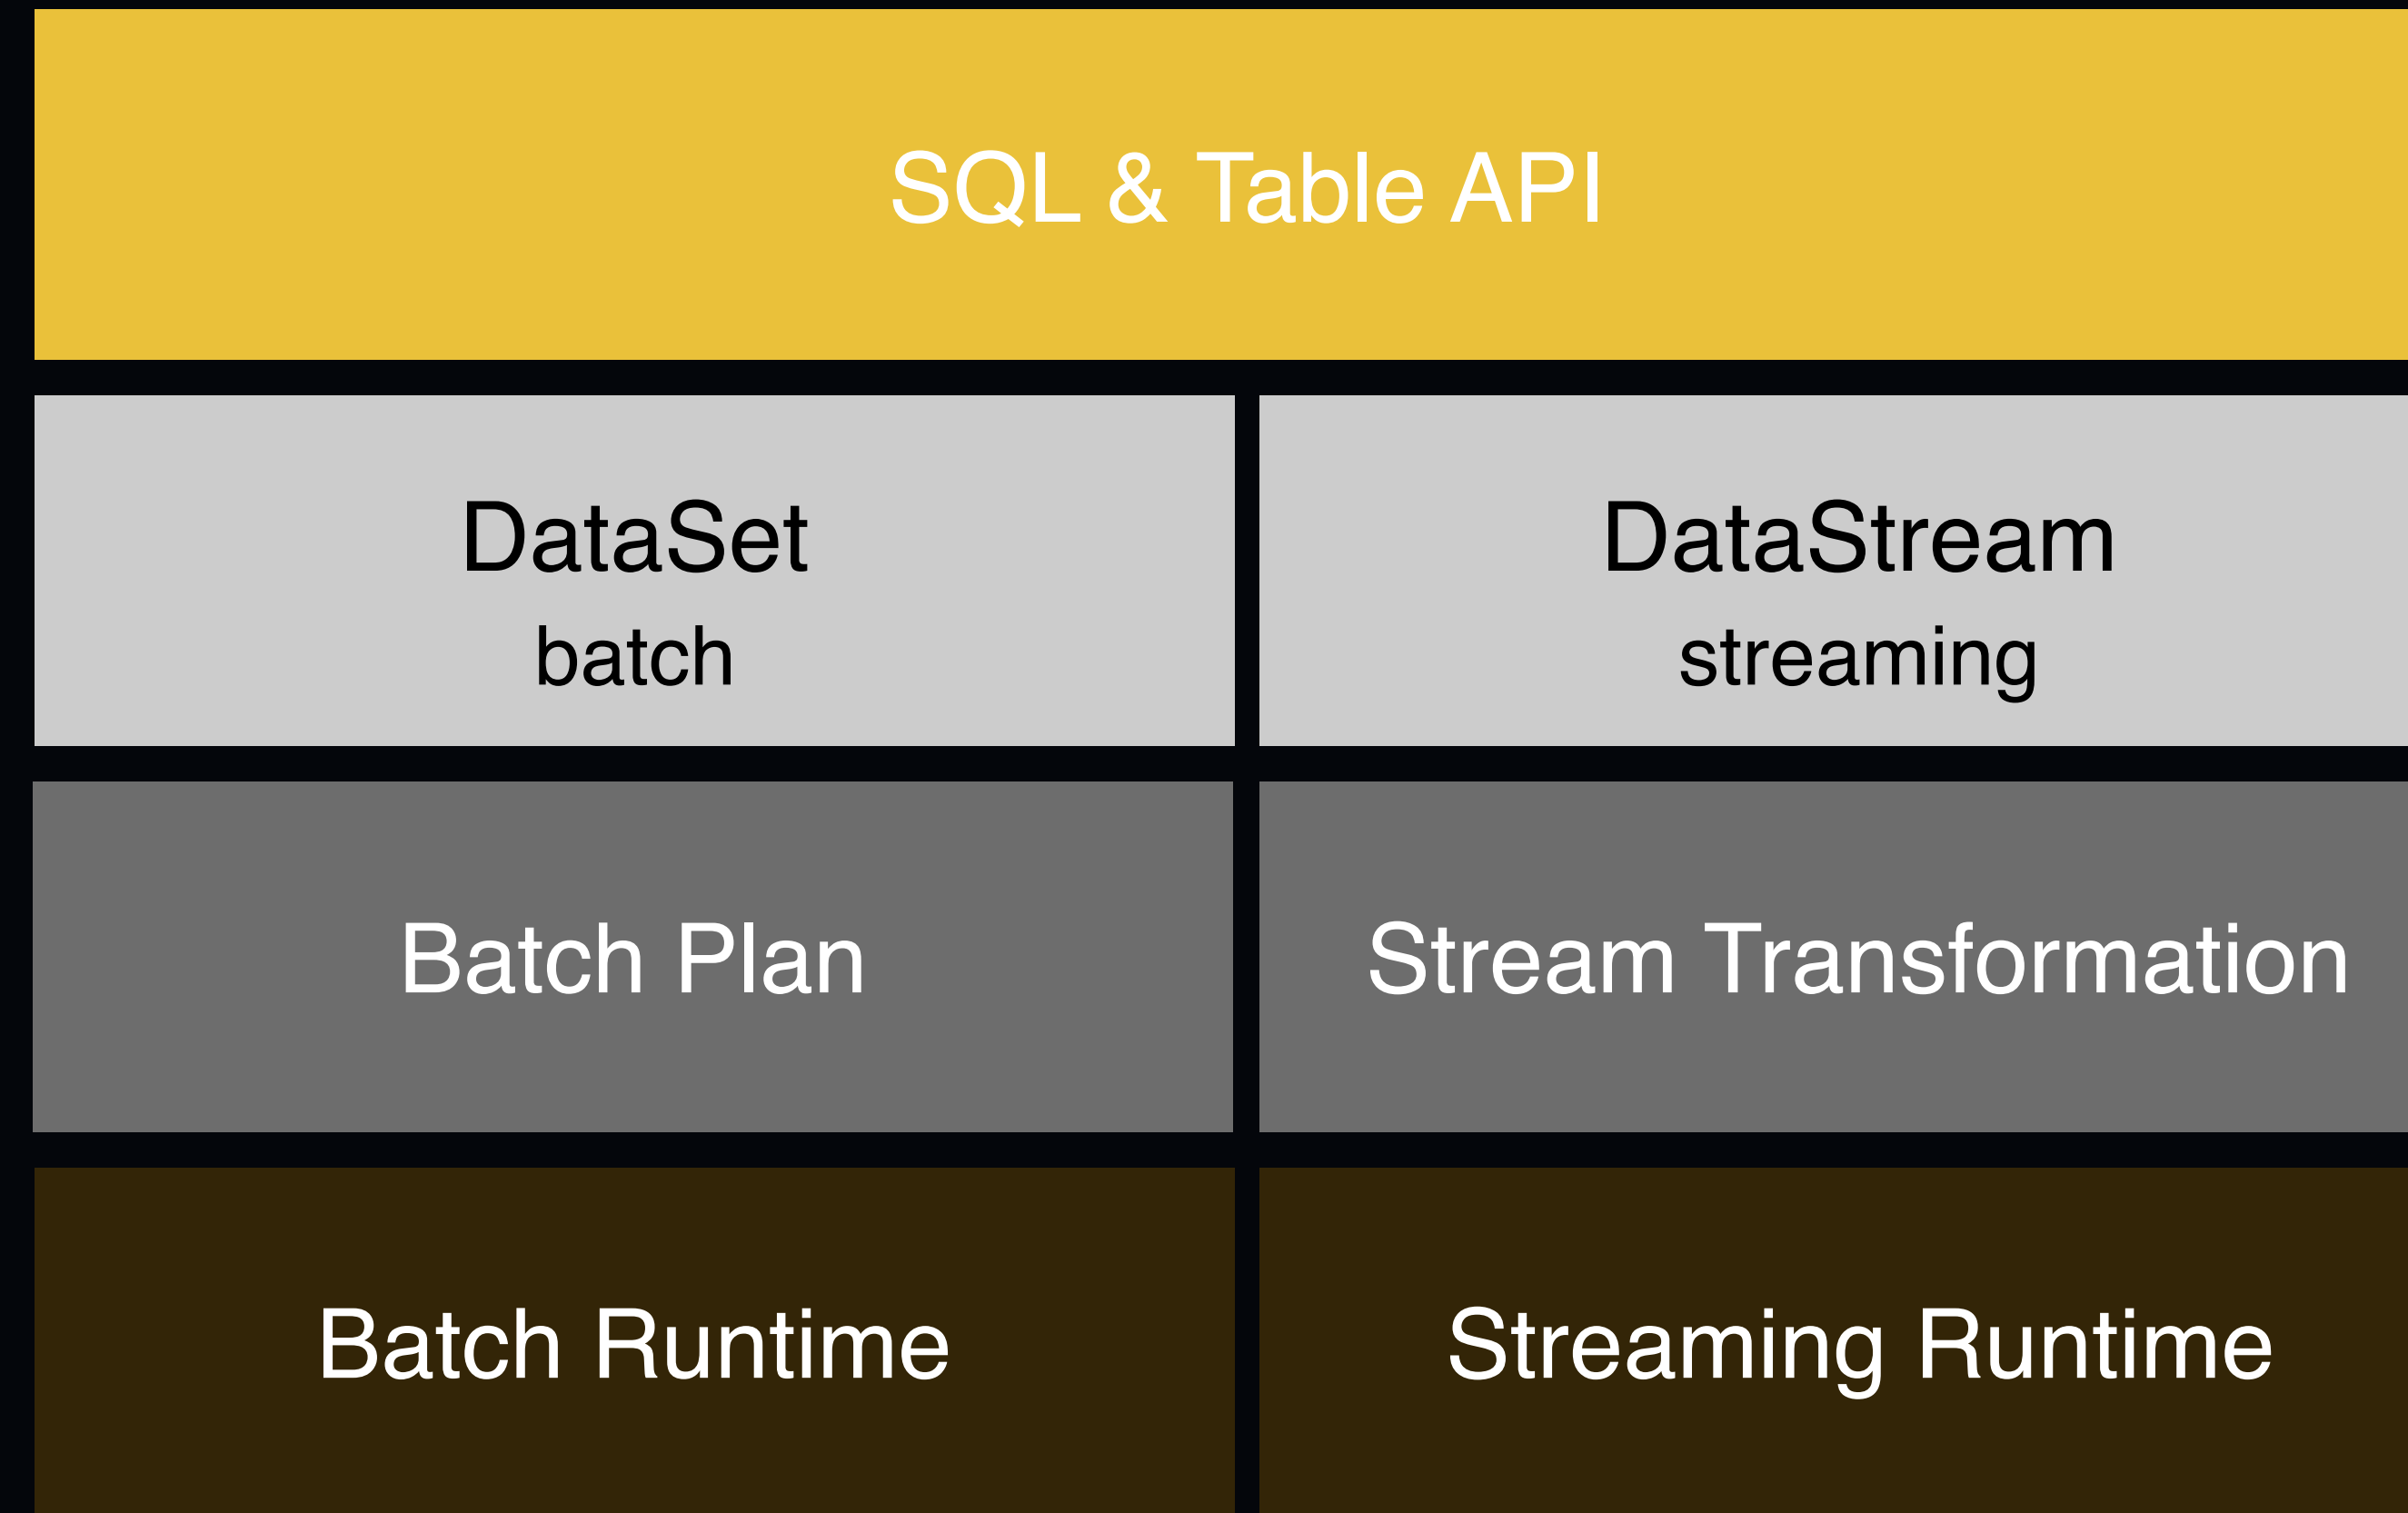 SQL & Table API
DataSet
batch
DataStream
streaming
Batch Plan
Stream Transformation
Batch Runtime
Streaming Runtime